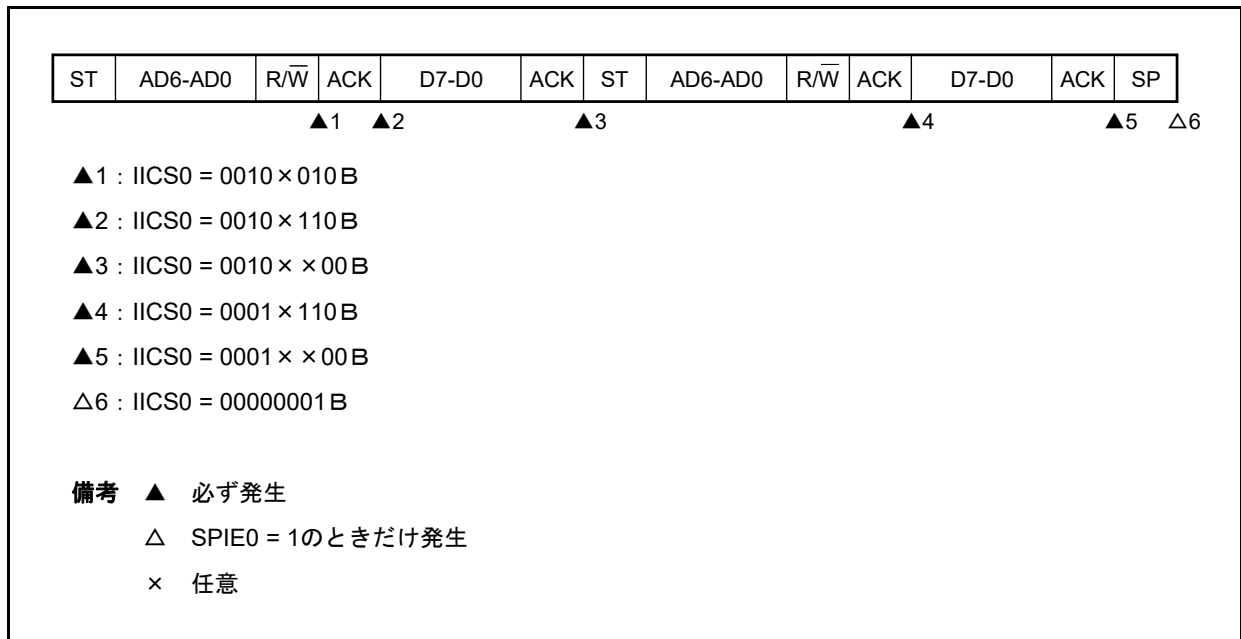 ST AD6-AD0 R/W̅ ACK D7-D0 ACK ST AD6-AD0 R/W̅ ACK D7-D0 ACK SP
▲1 ▲2 ▲3 ▲4 ▲5 △6
▲1：IICS0 = 0010×010B
▲2：IICS0 = 0010×110B
▲3：IICS0 = 0010××00B
▲4：IICS0 = 0001×110B
▲5：IICS0 = 0001××00B
△6：IICS0 = 00000001B
備考 ▲ 必ず発生
△ SPIE0 = 1のときだけ発生
× 任意